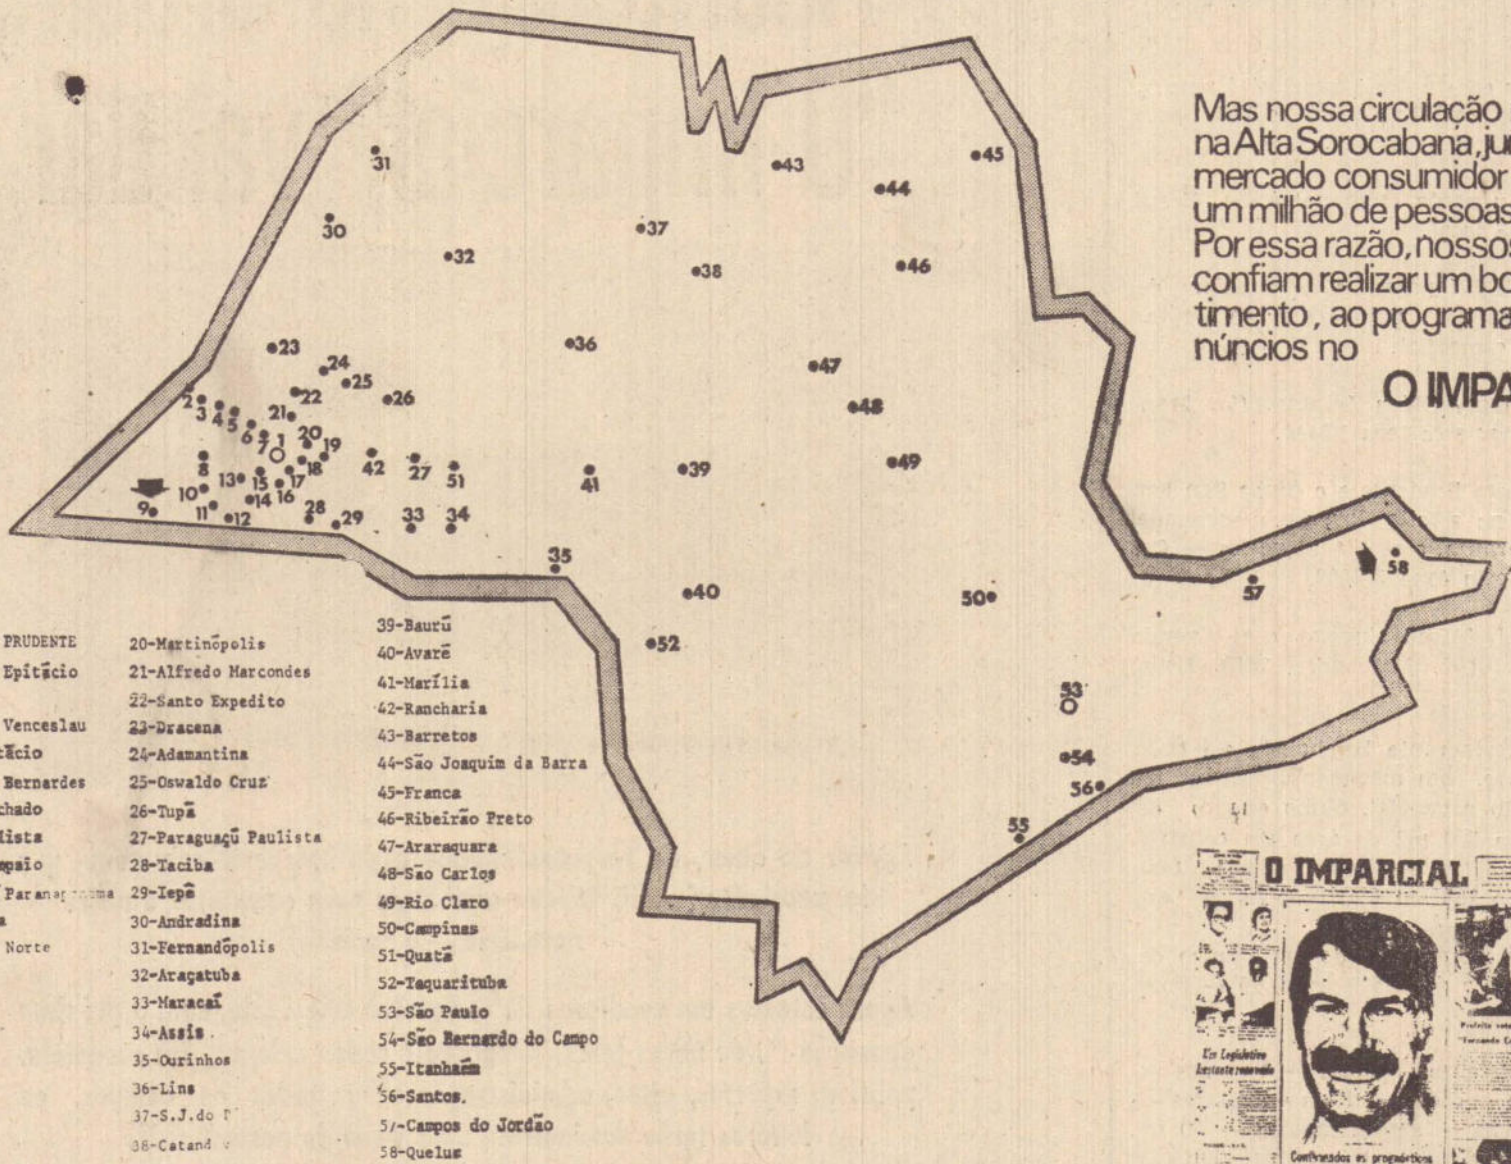 Mas nossa circulação
na Alta Sorocabana,
mercado consumidor
um milhão de pessoas
Por essa razão, nossos
confiam realizar um
timento, ao programa
núncios no
O IMPA
31
43
45
44
30
37
32
38
46
23
36
24
47
25
22
2
3
4
5
26
48
21
6
7
1
20
19
8
18
42
27
51
41
39
49
13
15
17
10
14
16
9
11
12
28
29
33
34
35
58
57
40
50
52
53
54
56
55
PRUDENTE
Epitácio
Venceslau
Bernardes
Norte
20-Martinópolis
21-Alfredo Marcondes
22-Santo Expedito
23-Dracena
24-Adamantina
25-Oswaldo Cruz
26-Tupã
27-Paraguaçú Paulista
28-Taciba
29-Iepê
30-Andradina
31-Fernandópolis
32-Araçatuba
33-Maracaí
34-Assis
35-Ourinhos
36-Lins
37-S.J.do
38-Catand
39-Baurú
40-Avaré
41-Marília
42-Rancharia
43-Barretos
44-São Joaquim da Barra
45-Franca
46-Ribeirão Preto
47-Araraquara
48-São Carlos
49-Rio Claro
50-Campinas
51-Quatá
52-Taquarituba
53-São Paulo
54-São Bernardo do Campo
55-Itanhaém
56-Santos.
57-Campos do Jordão
58-Queluz
O IMPARCIAL
Confirmados os prognósticos